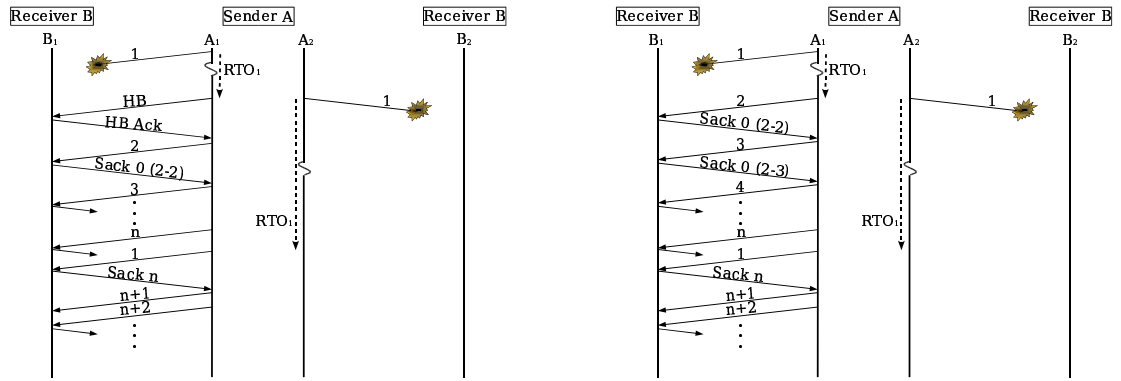 Receiver B Sender A Receiver B
B₁ A₁ A₂ B₂
1
RTO₁
HB 1
HB Ack
2
Sack 0 (2-2)
3
RTO₁
n
1
Sack n
n+1
n+2
Receiver B Sender A Receiver B
B₁ A₁ A₂ B₂
1
RTO₁
2 1
Sack 0 (2-2)
3
Sack 0 (2-3)
4
RTO₁
n
1
Sack n
n+1
n+2